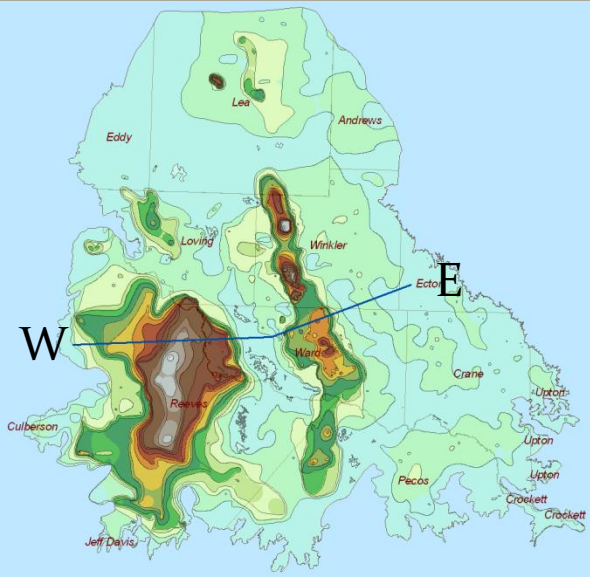 Lea
Andrews
Eddy
Loving
Winkler
Ector
E
W
Ward
Crane
Reeves
Upton
Culberson
Upton
Pecos
Upton
Crockett
Crockett
Jeff Davis